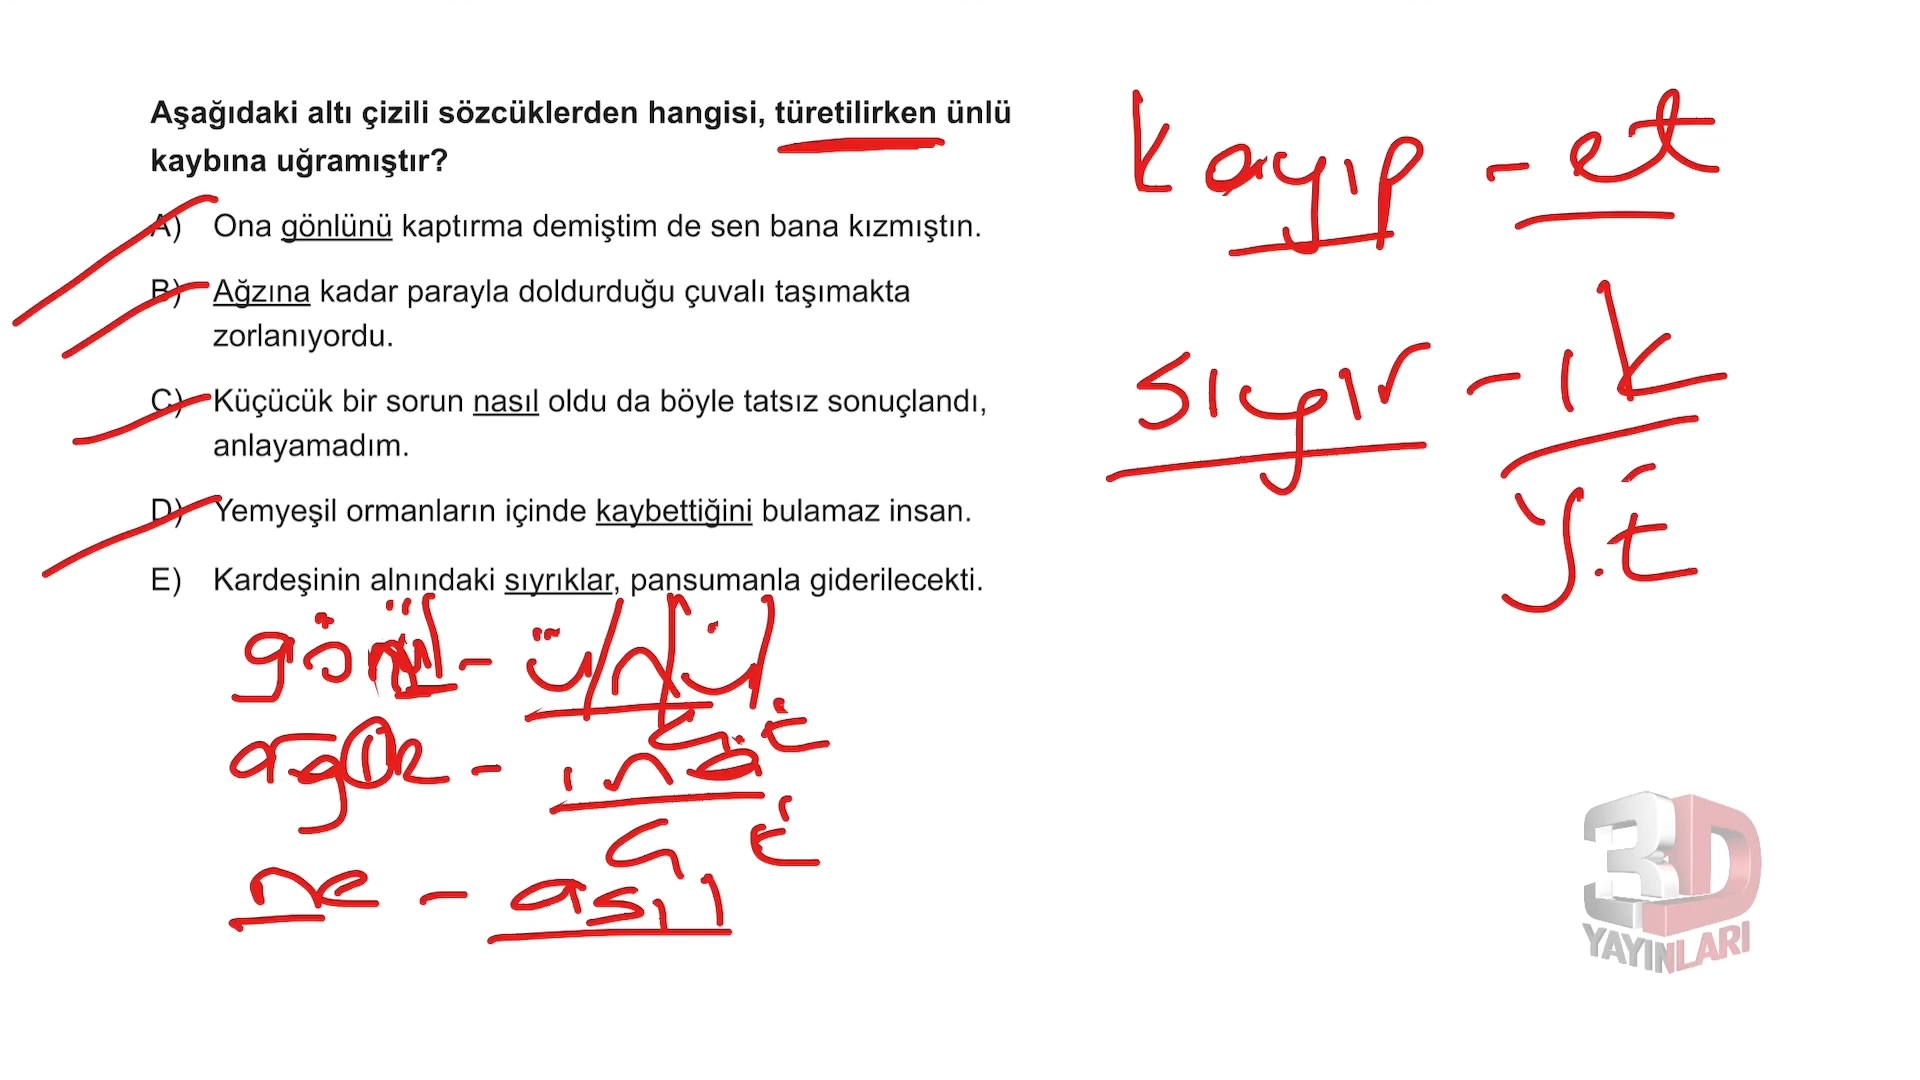 Aşağıdaki altı çizili sözcüklerden hangisi, türetilirken ünlü
kaybına uğramıştır?
A) Ona gönlünü kaptırma demiştim de sen bana kızmıştın.
B) Ağzına kadar parayla doldurduğu çuvalı taşımakta
zorlanıyordu.
C) Küçücük bir sorun nasıl oldu da böyle tatsız sonuçlandı,
anlayamadım.
D) Yemyeşil ormanların içinde kaybettiğini bulamaz insan.
E) Kardeşinin alnındaki sıyrıklar, pansumanla giderilecekti.
gönül - ü/n/ü/
Ç.E
ağız - ına
Ç E
ne - asıl
kayıp - et
sıyır - ık
Y.E
3D
YAYINLARI